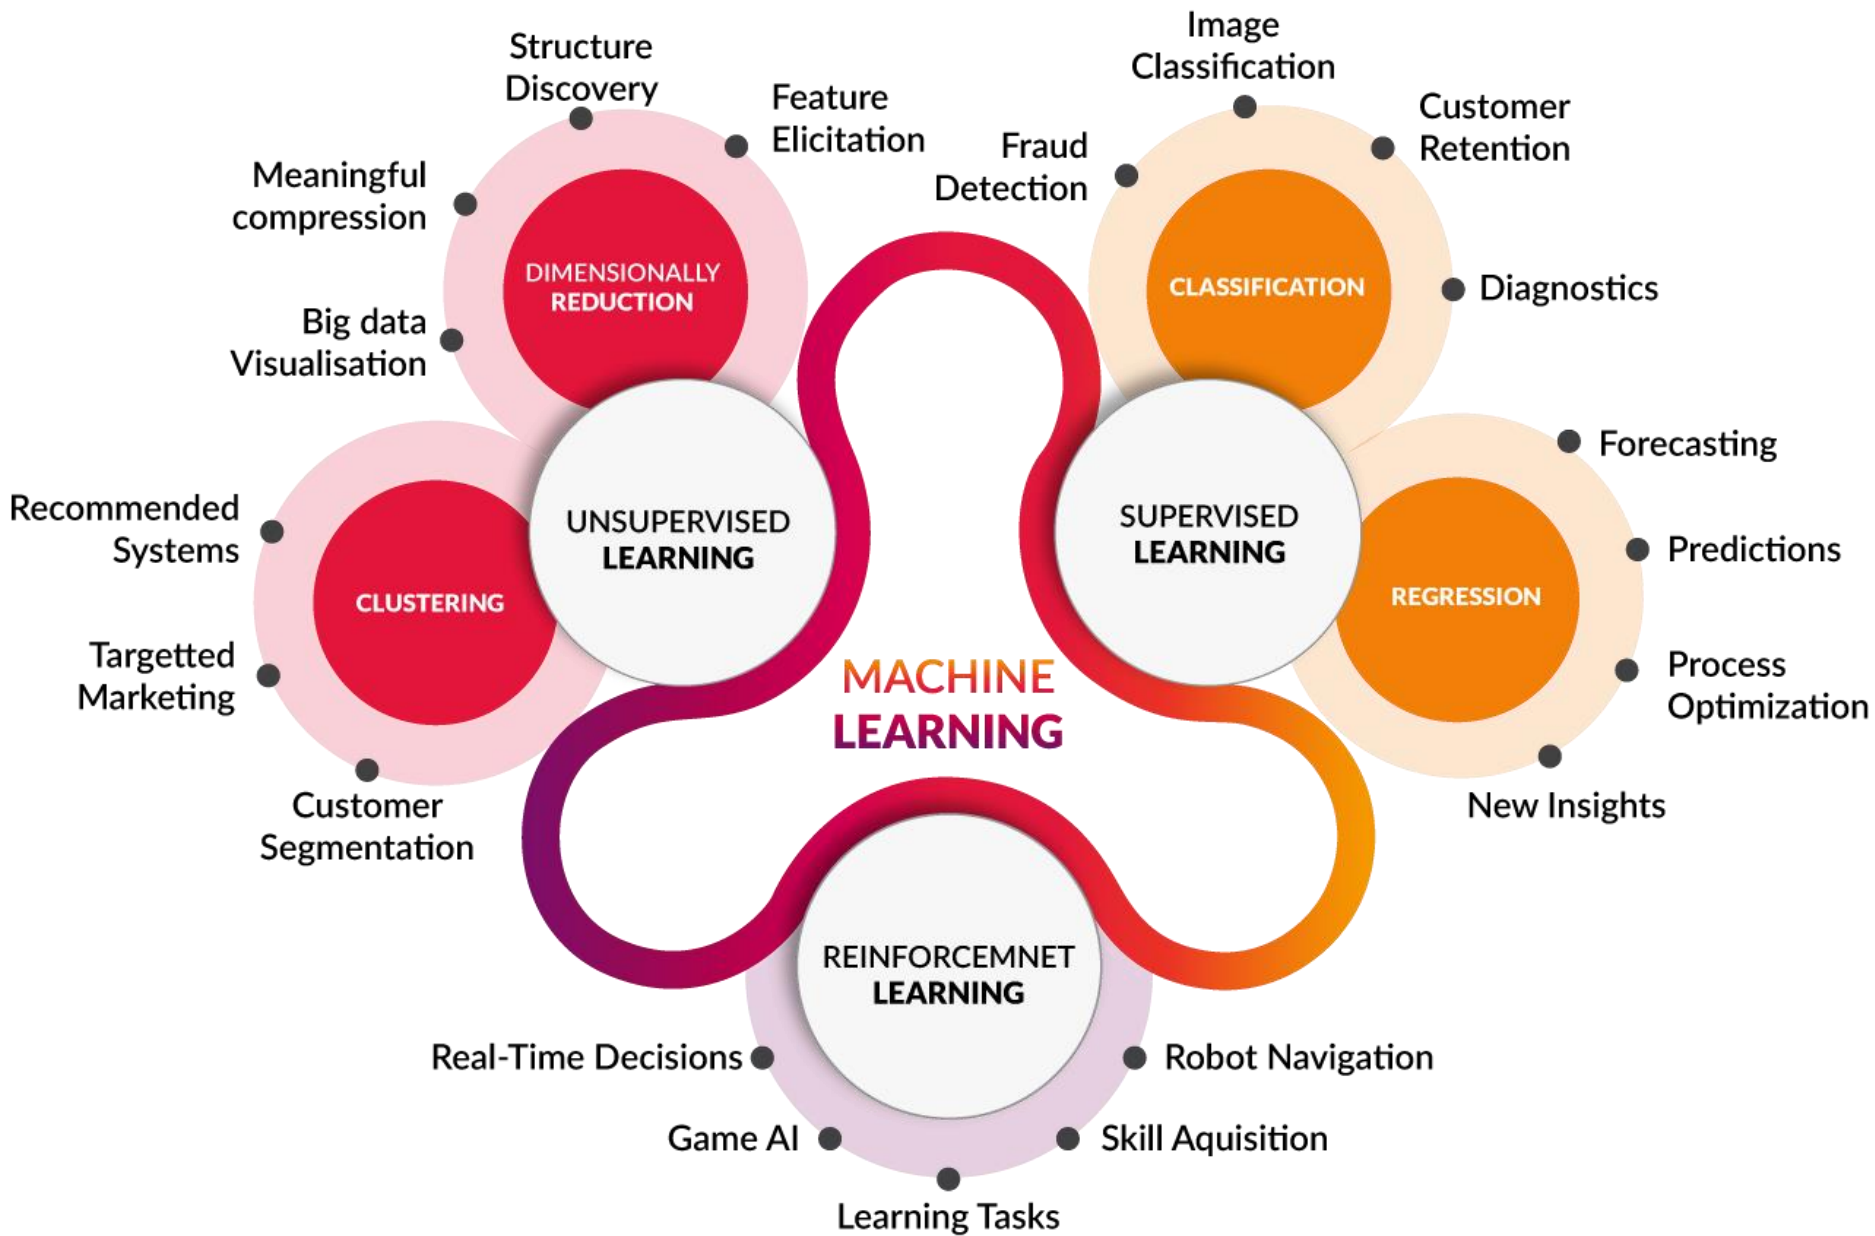 Structure
Discovery
Feature
Elicitation
Meaningful
compression
Big data
Visualisation
DIMENSIONALLY
REDUCTION
Image
Classification
Customer
Retention
Fraud
Detection
Diagnostics
CLASSIFICATION
Recommended
Systems
Targetted
Marketing
Customer
Segmentation
CLUSTERING
UNSUPERVISED
LEARNING
SUPERVISED
LEARNING
Forecasting
Predictions
Process
Optimization
New Insights
REGRESSION
MACHINE
LEARNING
REINFORCEMNET
LEARNING
Real-Time Decisions
Game AI
Learning Tasks
Skill Aquisition
Robot Navigation